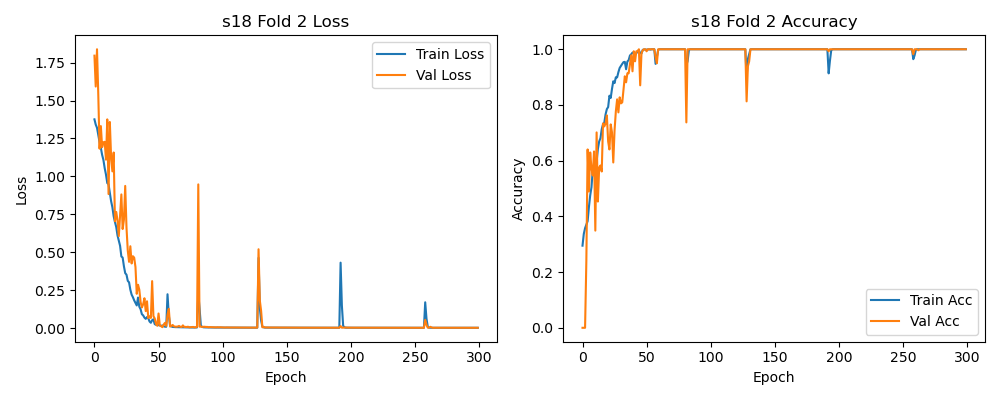 s18 Fold 2 Loss
Train Loss
Val Loss
1.75
1.50
1.25
1.00
0.75
0.50
0.25
0.00
Loss
0 50 100 150 200 250 300
Epoch
s18 Fold 2 Accuracy
1.0
0.8
0.6
0.4
0.2
0.0
Accuracy
Train Acc
Val Acc
0 50 100 150 200 250 300
Epoch